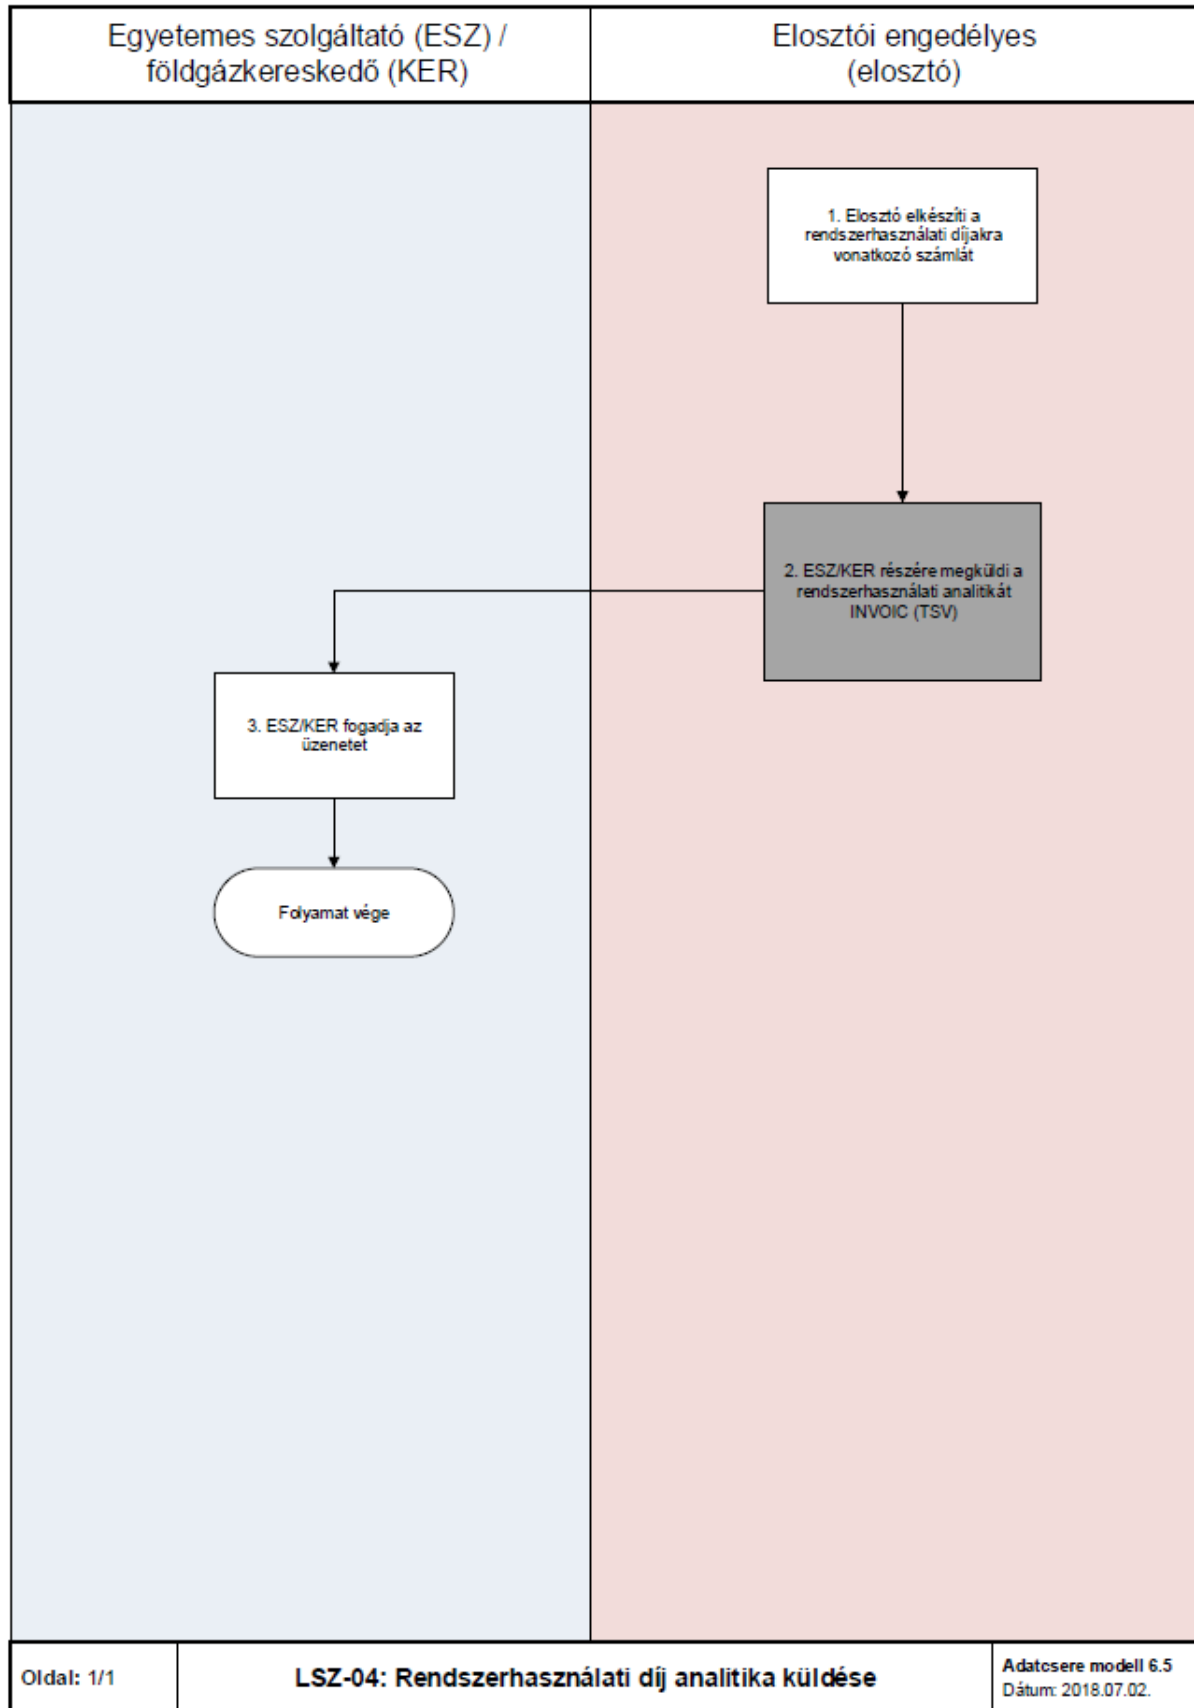 Egyetemes szolgáltató (ESZ) /
földgázkereskedő (KER)
Elosztói engedélyes
(elosztó)
1. Elosztó elkészíti a
rendszerhasználati díjakra
vonatkozó számlát
2. ESZ/KER részére megküldi a
rendszerhasználati analitikát
INVOIC (TSV)
3. ESZ/KER fogadja az
üzenetet
Folyamat vége
Oldal: 1/1
LSZ-04: Rendszerhasználati díj analitika küldése
Adatcsere modell 6.5
Dátum: 2018.07.02.